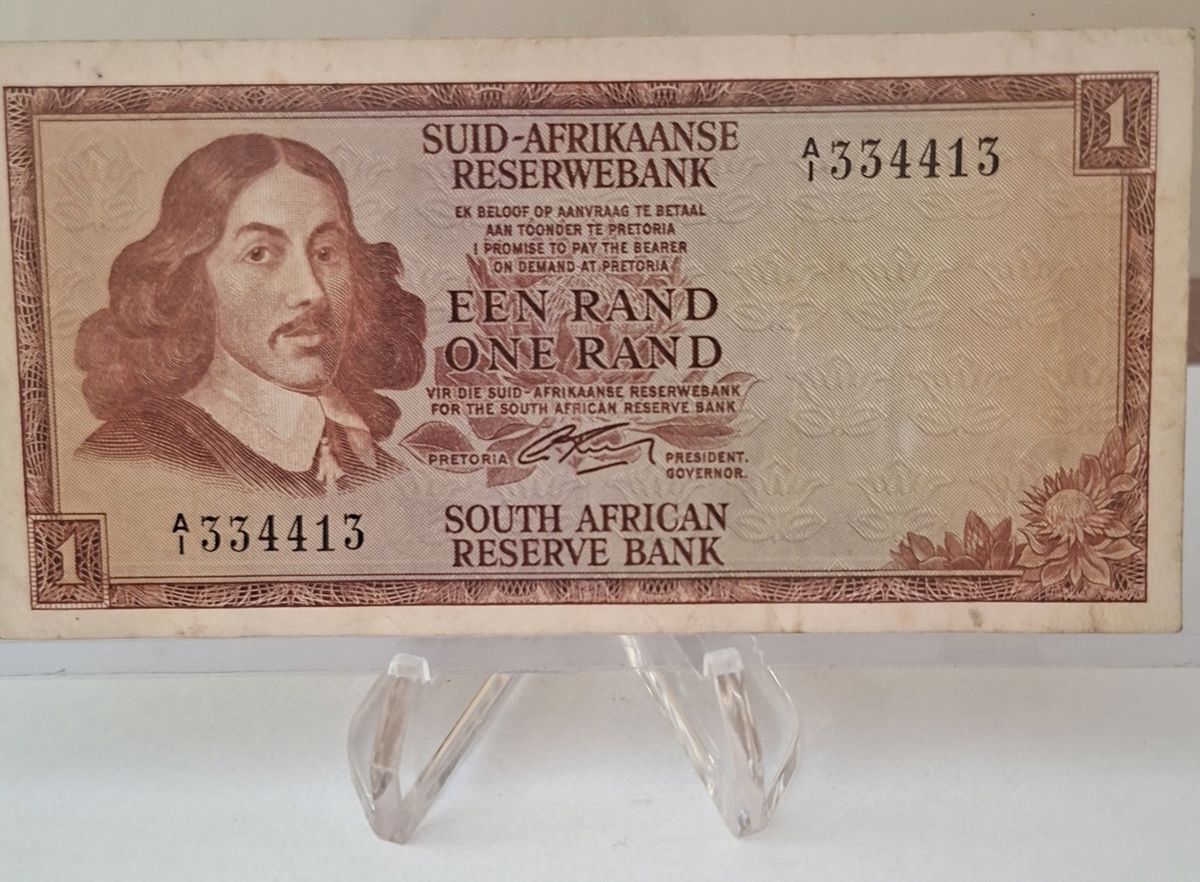 1
SUID-AFRIKAANSE
RESERWEBANK
A/1 334413
EK BELOOF OP AANVRAAG TE BETAAL
AAN TOONDER TE PRETORIA
I PROMISE TO PAY THE BEARER
ON DEMAND AT PRETORIA
EEN RAND
ONE RAND
VIR DIE SUID-AFRIKAANSE RESERWEBANK
FOR THE SOUTH AFRICAN RESERVE BANK
PRETORIA
PRESIDENT.
GOVERNOR.
A/1 334413
SOUTH AFRICAN
RESERVE BANK
1